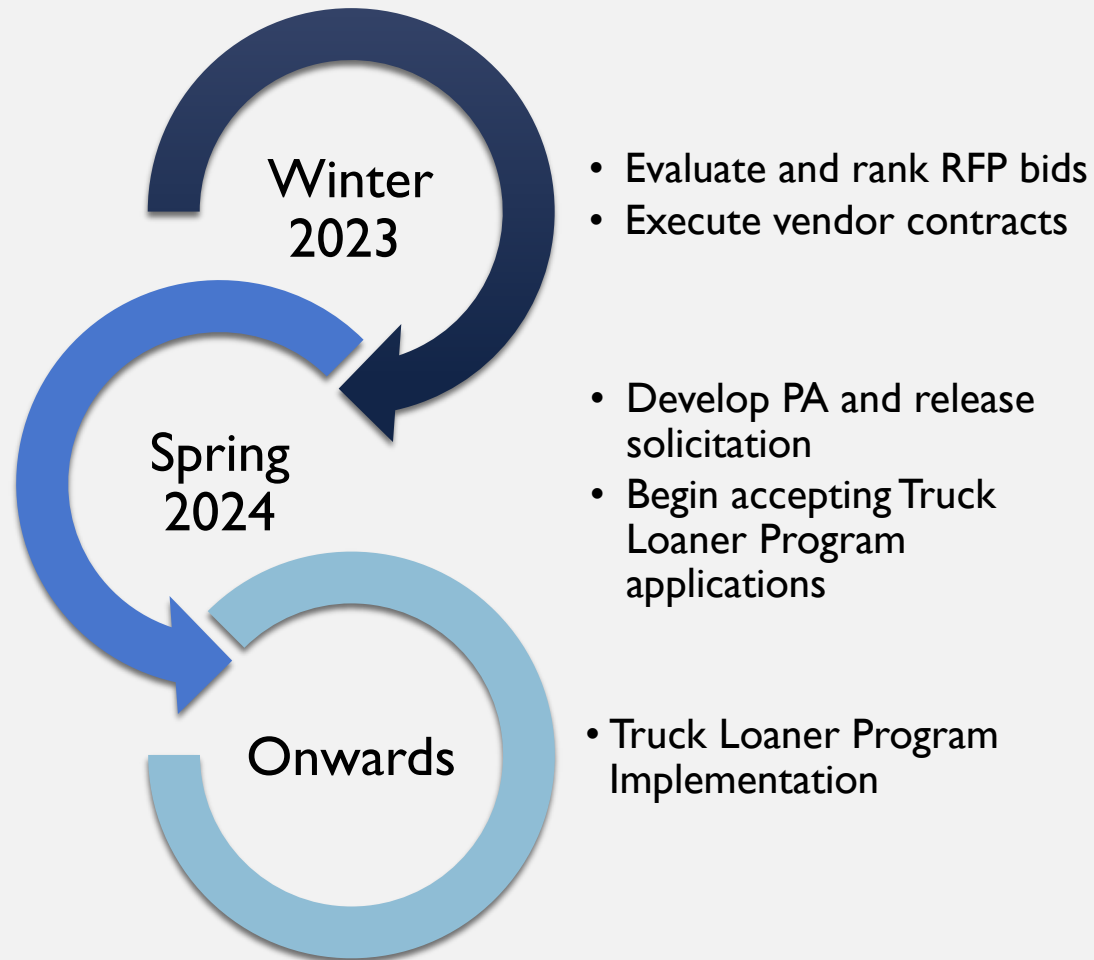 Winter
2023
• Evaluate and rank RFP bids
• Execute vendor contracts
Spring
2024
• Develop PA and release
solicitation
• Begin accepting Truck
Loaner Program
applications
Onwards
• Truck Loaner Program
Implementation